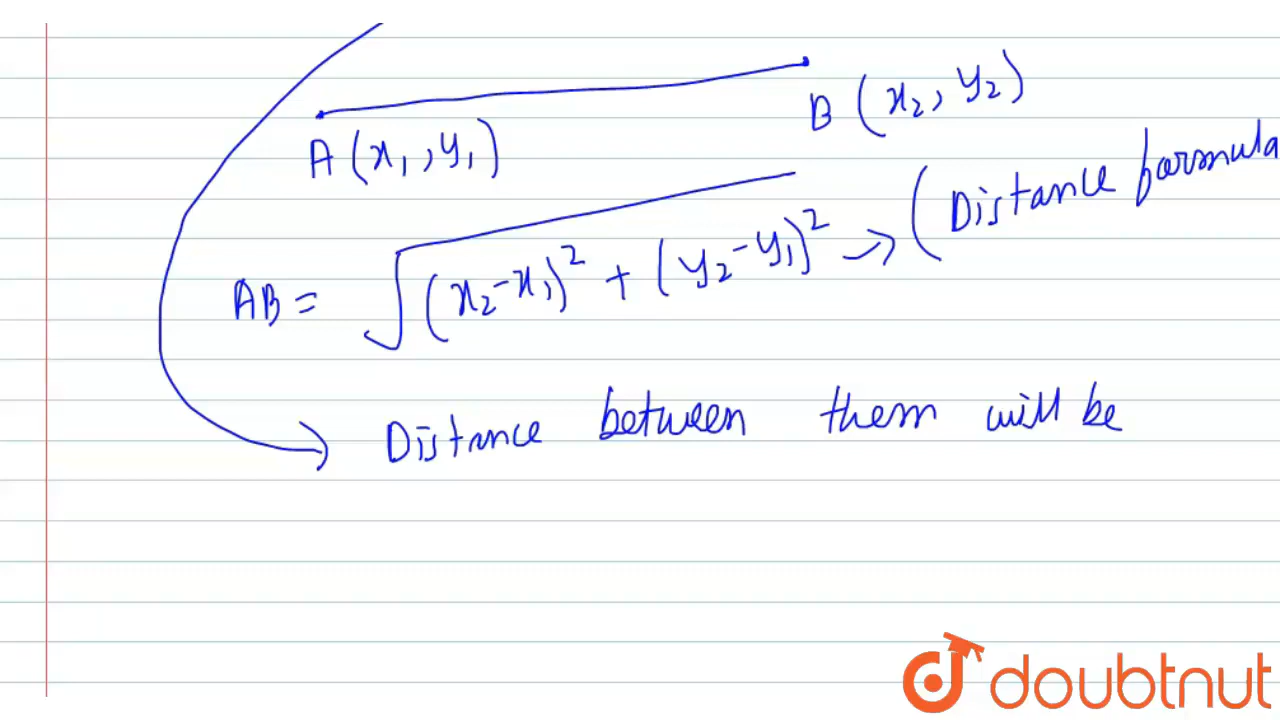 A (x₁, y₁)
B (x₂, y₂)
AB = √(x₂-x₁)² + (y₂-y₁)² → (Distance formula
→ Distance between them will be
doubtnut